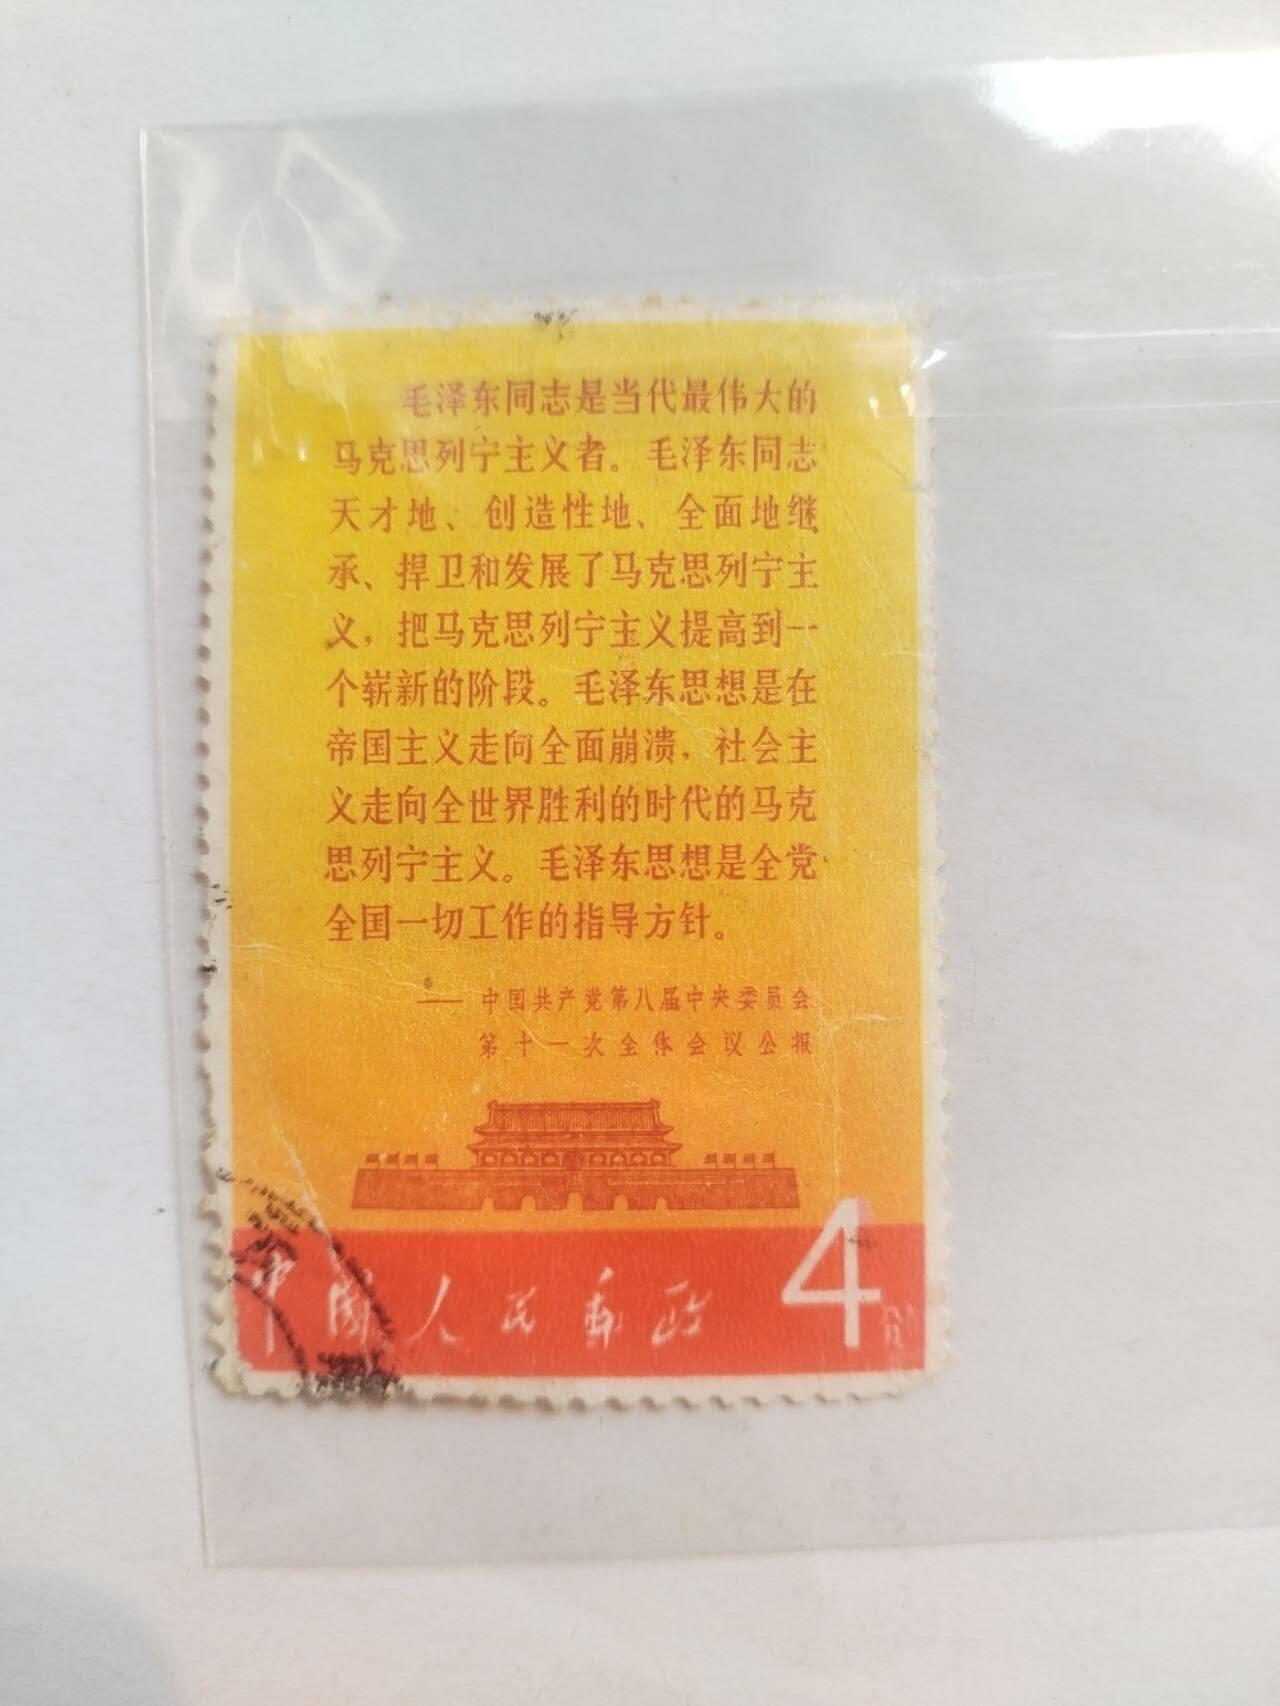 毛泽东同志是当代最伟大的
马克思列宁主义者。毛泽东同志
天才地、创造性地、全面地继
承、捍卫和发展了马克思列宁主
义，把马克思列宁主义提高到一
个崭新的阶段。毛泽东思想是在
帝国主义走向全面崩溃，社会主
义走向全世界胜利的时代的马克
思列宁主义。毛泽东思想是全党
全国一切工作的指导方针。
—— 中国共产党第八届中央委员会
第十一次全体会议公报
中国人民邮政 4分